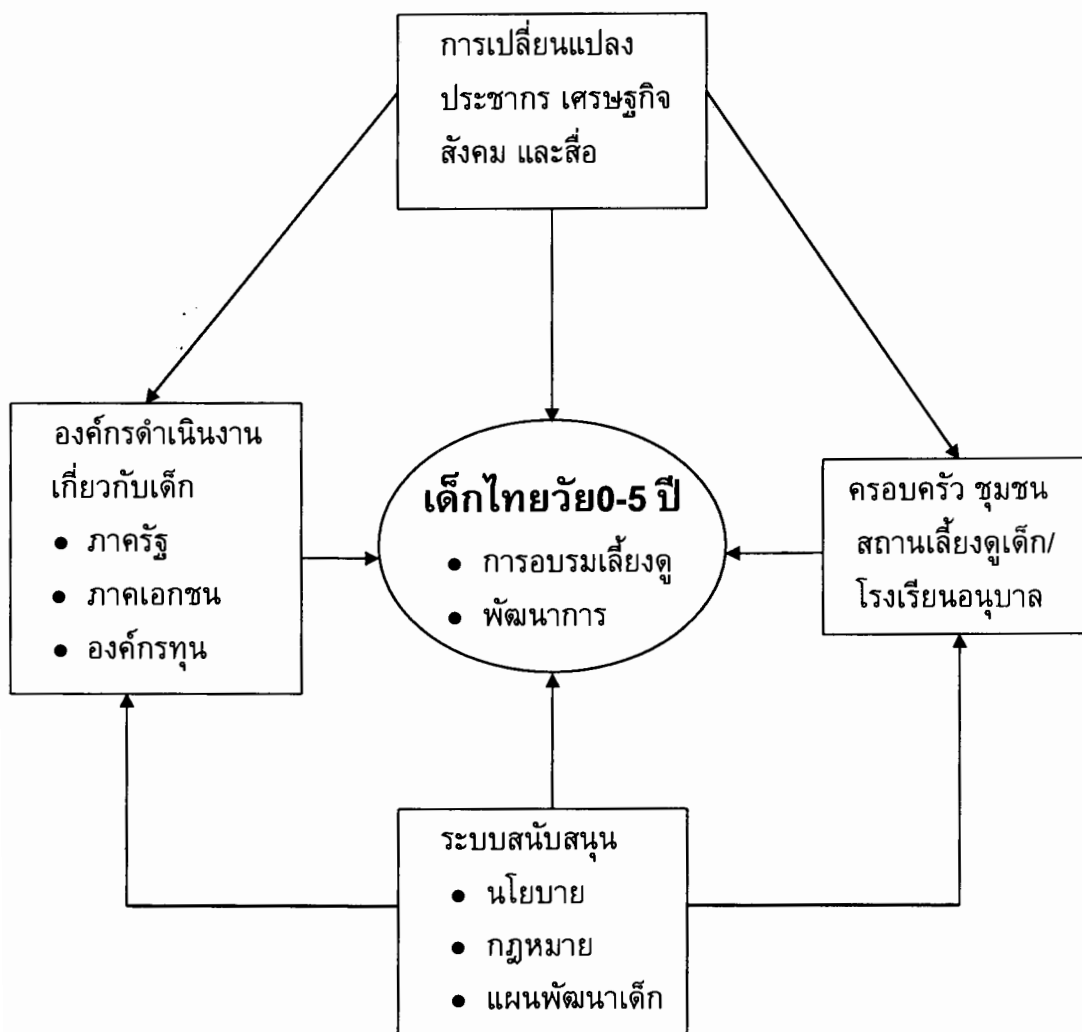 การเปลี่ยนแปลง
ประชากร เศรษฐกิจ
สังคม และสื่อ
องค์กรดำเนินงาน
เกี่ยวกับเด็ก
● ภาครัฐ
● ภาคเอกชน
● องค์กรทุน
เด็กไทยวัย0-5 ปี
● การอบรมเลี้ยงดู
● พัฒนาการ
ครอบครัว ชุมชน
สถานเลี้ยงดูเด็ก/
โรงเรียนอนุบาล
ระบบสนับสนุน
● นโยบาย
● กฎหมาย
● แผนพัฒนาเด็ก